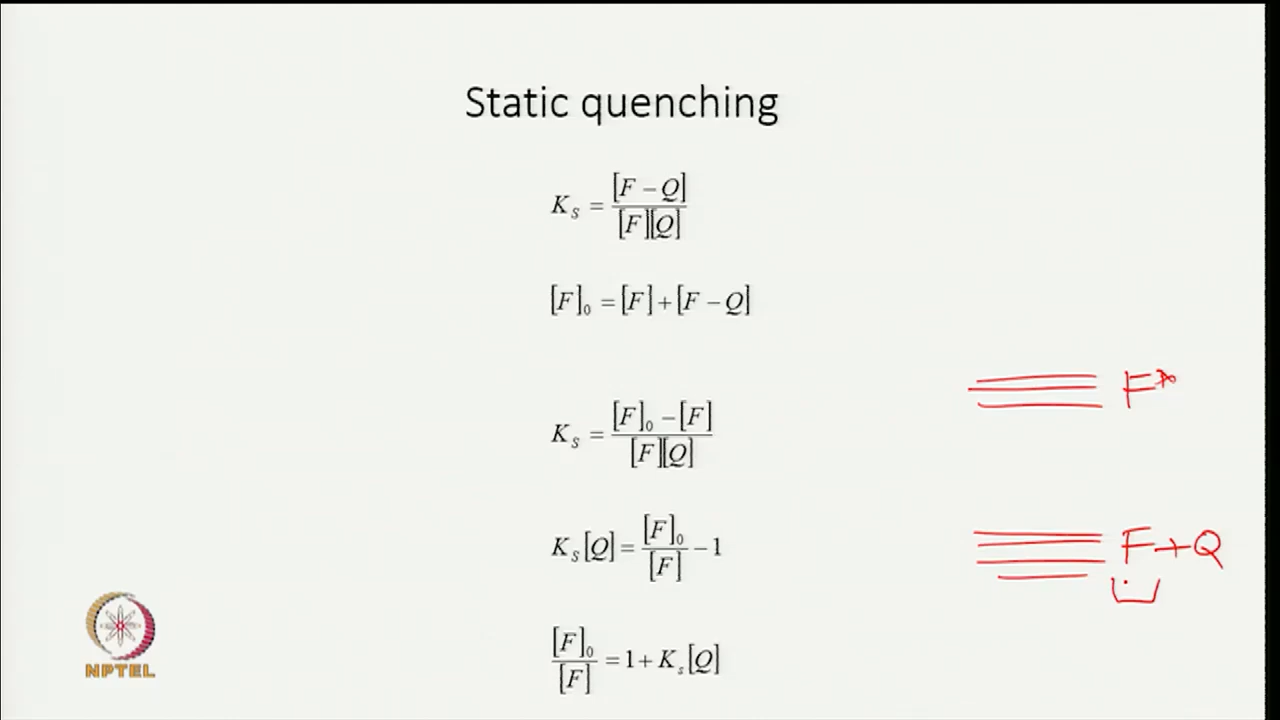 Static quenching
K_S = [F − Q] / [F][Q]
[F]_0 = [F] + [F − Q]
K_S = ([F]_0 − [F]) / [F][Q]
F*
K_S[Q] = [F]_0 / [F] − 1
F + Q
[F]_0 / [F] = 1 + K_s[Q]
NPTEL